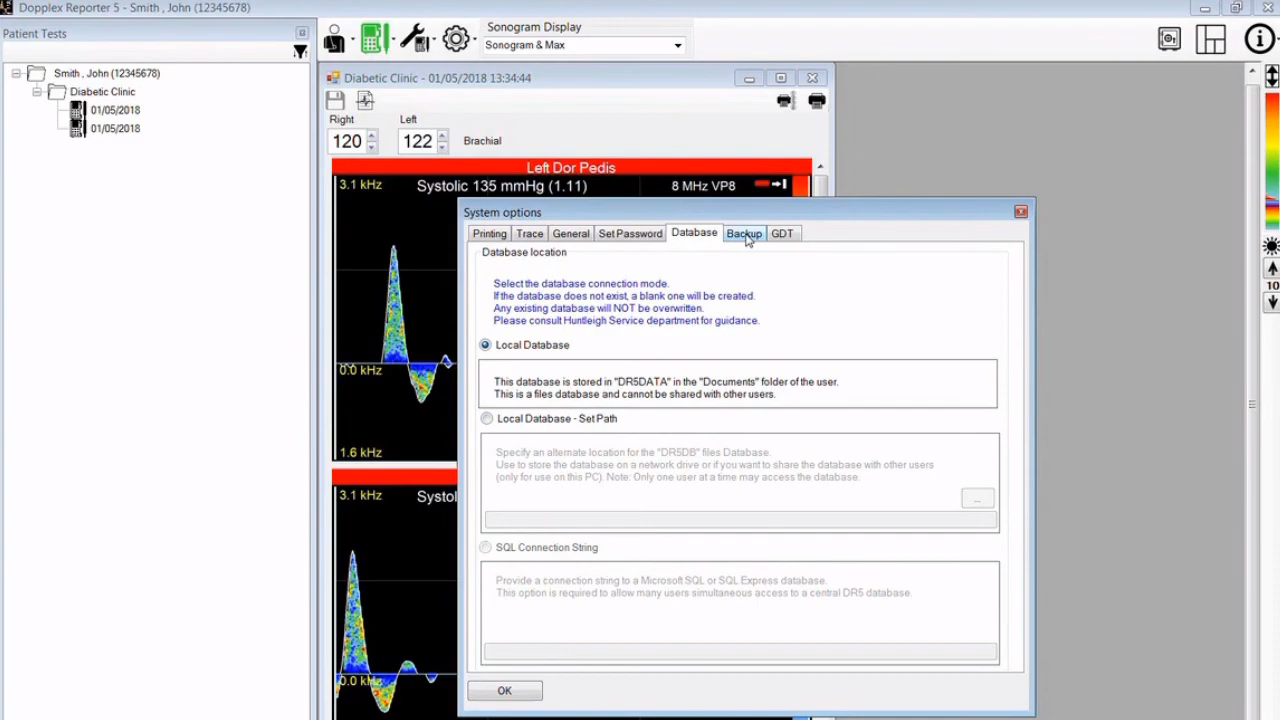 Dopplex Reporter 5 - Smith , John (12345678)
Patient Tests
Smith , John (12345678)
Diabetic Clinic
01/05/2018
01/05/2018
Sonogram Display
Sonogram & Max
Diabetic Clinic - 01/05/2018 13:34:44
Right
Left
120
122
Brachial
Left Dor Pedis
3.1 kHz
Systolic 135 mmHg (1.11)
8 MHz VP8
0.0 kHz
1.6 kHz
3.1 kHz
Systo
0.0 kHz
System options
Printing
Trace
General
Set Password
Database
Backup
GDT
Database location
Select the database connection mode.
If the database does not exist, a blank one will be created.
Any existing database will NOT be overwritten.
Please consult Huntleigh Service department for guidance.
Local Database
This database is stored in "DR5DATA" in the "Documents" folder of the user.
This is a files database and cannot be shared with other users.
Local Database - Set Path
Specify an alternate location for the "DR5DB" files Database.
Use to store the database on a network drive or if you want to share the database with other users
(only for use on this PC). Note: Only one user at a time may access the database.
...
SQL Connection String
Provide a connection string to a Microsoft SQL or SQL Express database.
This option is required to allow many users simultaneous access to a central DR5 database.
OK
10